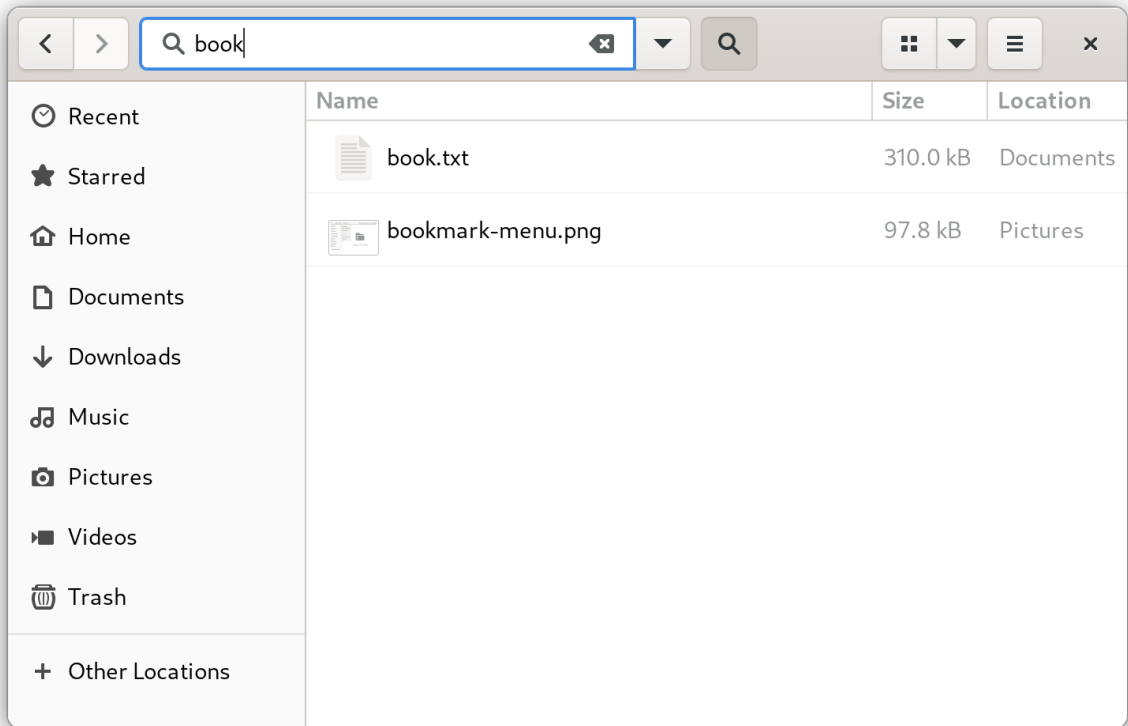 book
Recent
Starred
Home
Documents
Downloads
Music
Pictures
Videos
Trash
Other Locations
Name Size Location
book.txt 310.0 kB Documents
bookmark-menu.png 97.8 kB Pictures